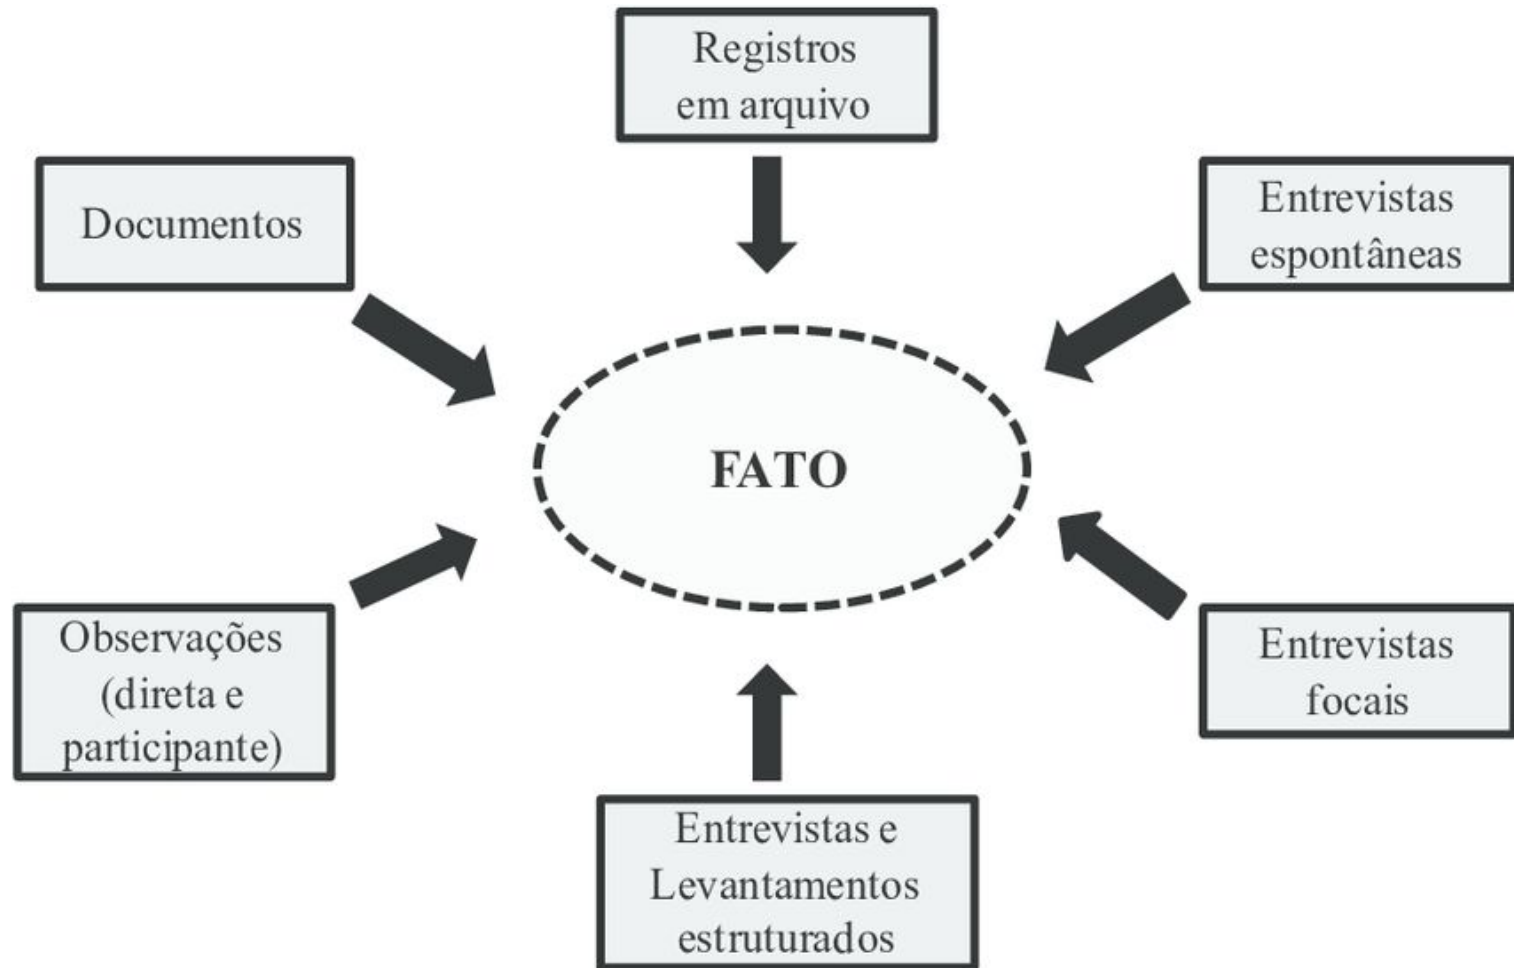 Registros
em arquivo
Documentos
Entrevistas
espontâneas
FATO
Observações
(direta e
participante)
Entrevistas
focais
Entrevistas e
Levantamentos
estruturados